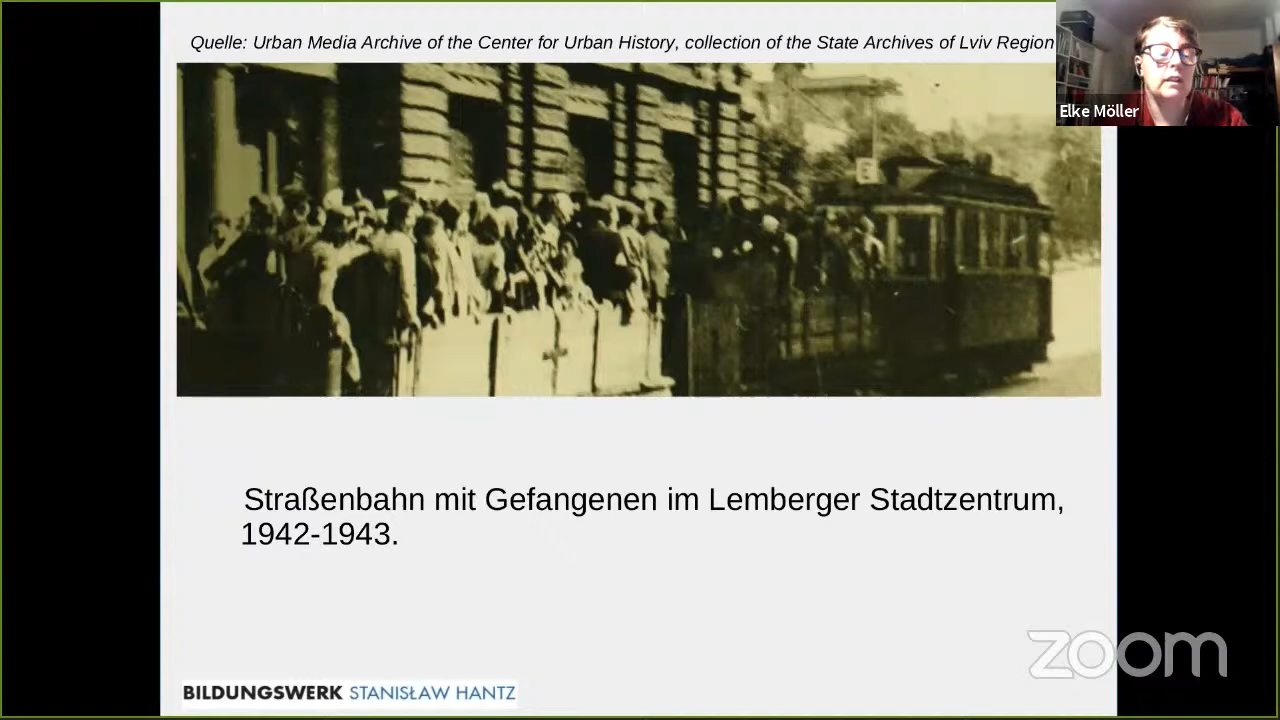 Quelle: Urban Media Archive of the Center for Urban History, collection of the State Archives of Lviv Region
Elke Möller
Straßenbahn mit Gefangenen im Lemberger Stadtzentrum,
1942-1943.
zoom
BILDUNGSWERK STANISŁAW HANTZ